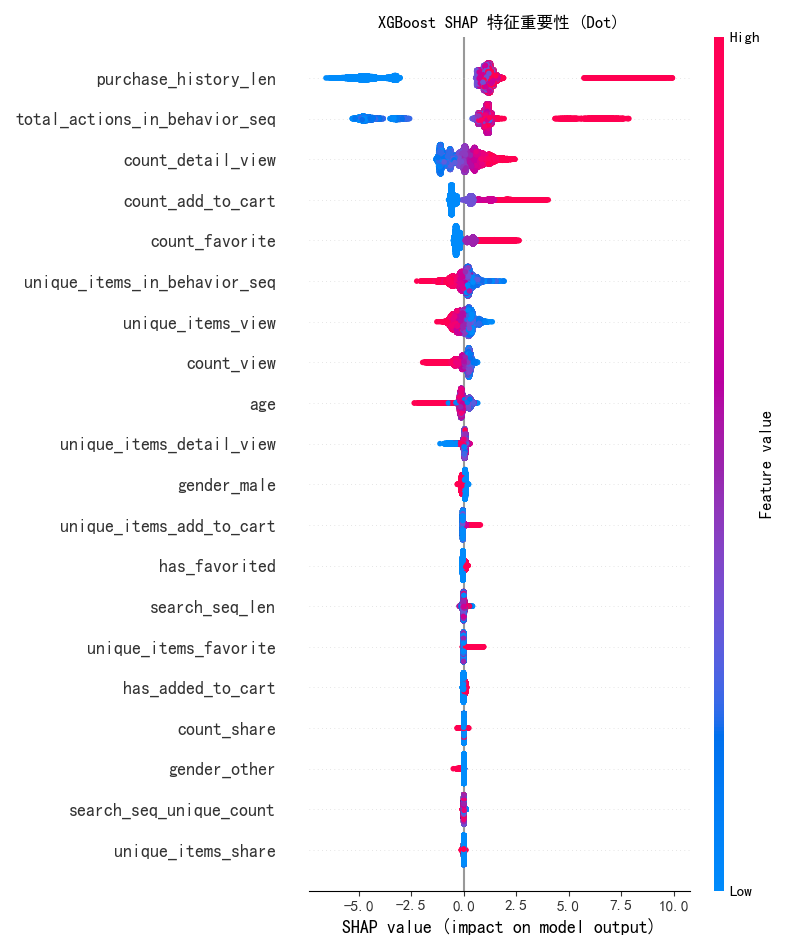 XGBoost SHAP 特征重要性 (Dot)
High
purchase_history_len
total_actions_in_behavior_seq
count_detail_view
count_add_to_cart
count_favorite
unique_items_in_behavior_seq
unique_items_view
count_view
age
unique_items_detail_view
gender_male
unique_items_add_to_cart
has_favorited
search_seq_len
unique_items_favorite
has_added_to_cart
count_share
gender_other
search_seq_unique_count
unique_items_share
Feature value
Low
−5.0 −2.5 0.0 2.5 5.0 7.5 10.0
SHAP value (impact on model output)